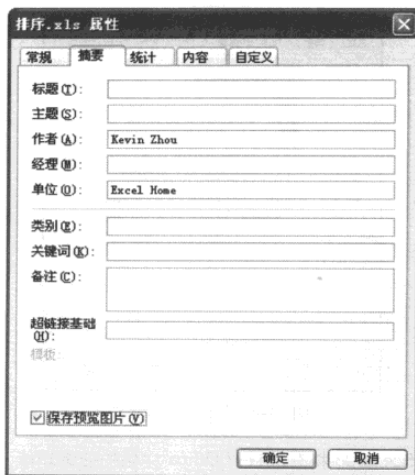 排序.xls 属性
常规 摘要 统计 内容 自定义
标题(T):
主题(S):
作者(A): Kevin Zhou
经理(M):
单位(O): Excel Home
类别(E):
关键词(K):
备注(C):
超链接基础
(H):
模板:
保存预览图片(V)
确定 取消